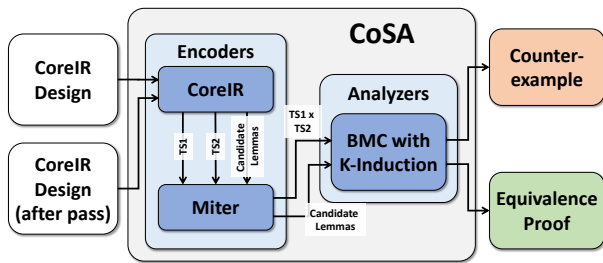 CoSA
Encoders
CoreIR
Design
CoreIR
TS1
TS2
Candidate
Lemmas
TS1 x
TS2
Analyzers
BMC with
K-Induction
Counter-
example
CoreIR
Design
(after pass)
Miter
Candidate
Lemmas
Equivalence
Proof